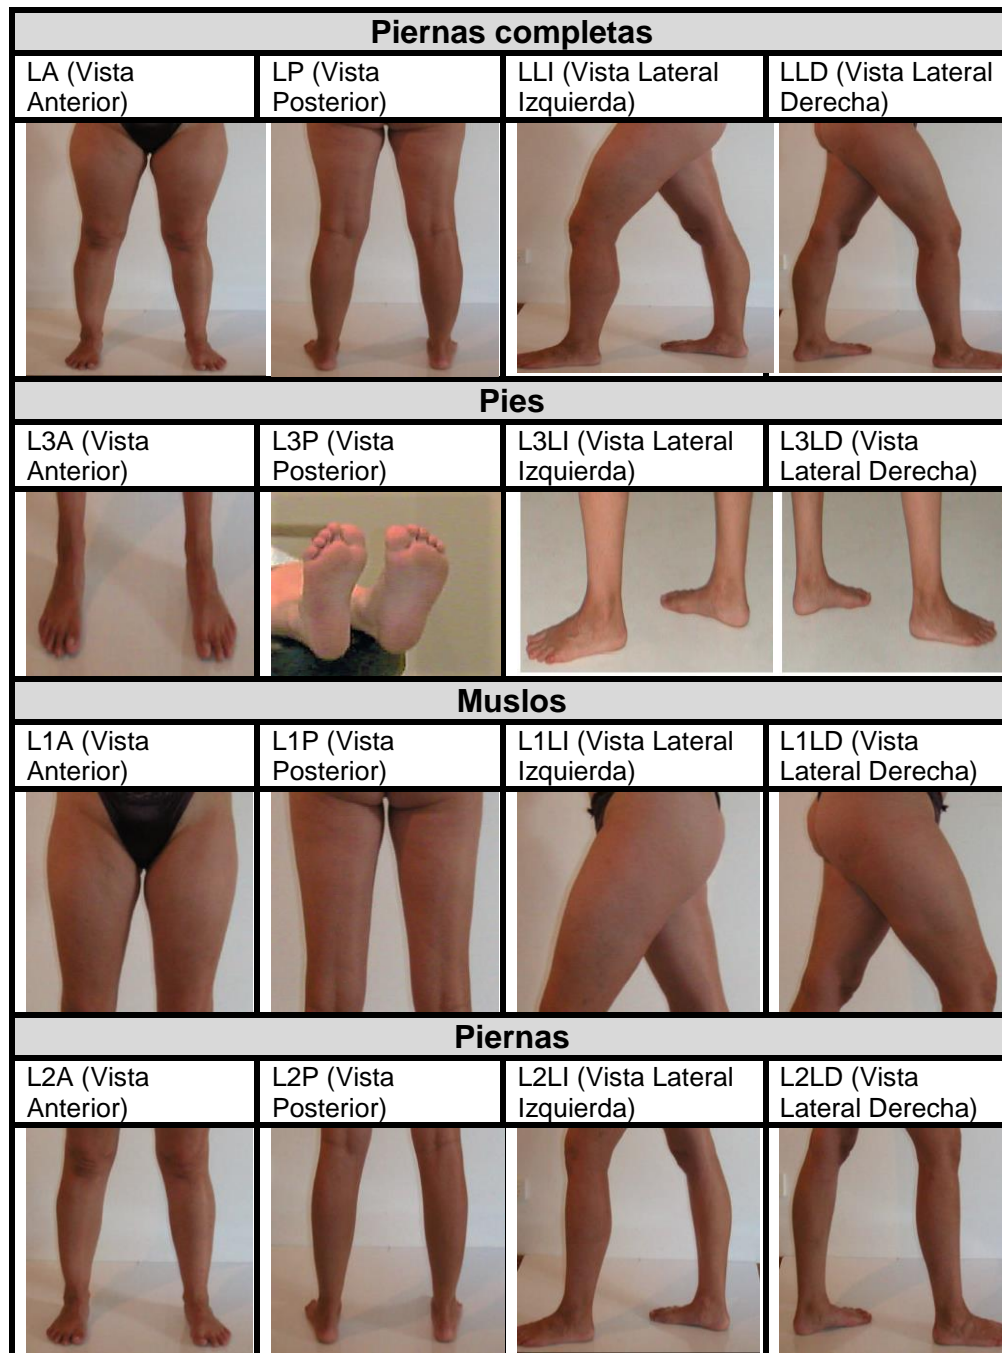 Piernas completas
LA (Vista
Anterior)
LP (Vista
Posterior)
LLI (Vista Lateral
Izquierda)
LLD (Vista Lateral
Derecha)
Pies
L3A (Vista
Anterior)
L3P (Vista
Posterior)
L3LI (Vista Lateral
Izquierda)
L3LD (Vista
Lateral Derecha)
Muslos
L1A (Vista
Anterior)
L1P (Vista
Posterior)
L1LI (Vista Lateral
Izquierda)
L1LD (Vista
Lateral Derecha)
Piernas
L2A (Vista
Anterior)
L2P (Vista
Posterior)
L2LI (Vista Lateral
Izquierda)
L2LD (Vista
Lateral Derecha)